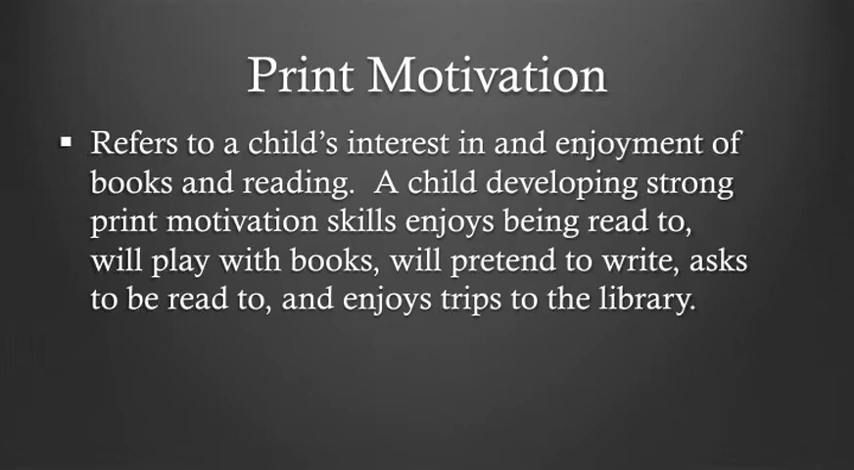 Print Motivation
▪ Refers to a child’s interest in and enjoyment of
books and reading.  A child developing strong
print motivation skills enjoys being read to,
will play with books, will pretend to write, asks
to be read to, and enjoys trips to the library.